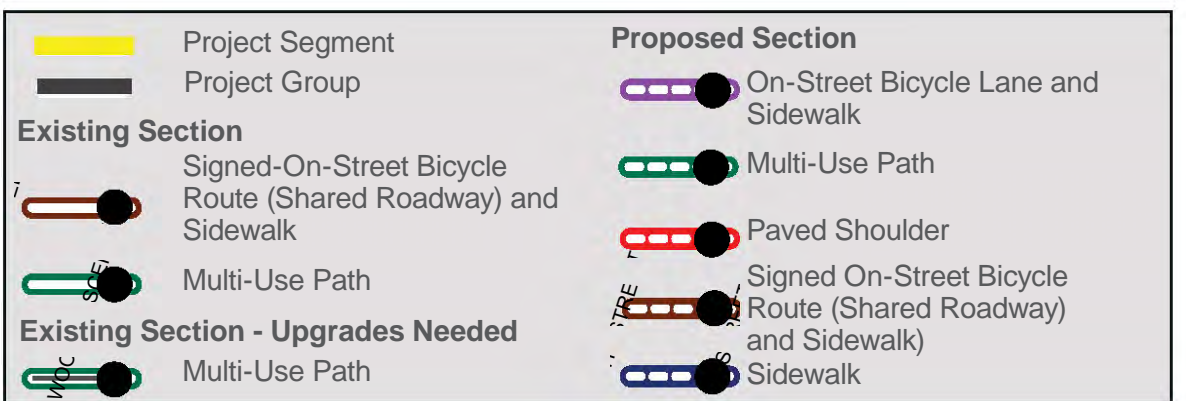 Project Segment
Project Group
Existing Section
Signed-On-Street Bicycle
Route (Shared Roadway) and
Sidewalk
Multi-Use Path
Existing Section - Upgrades Needed
Multi-Use Path
Proposed Section
On-Street Bicycle Lane and
Sidewalk
Multi-Use Path
Paved Shoulder
Signed On-Street Bicycle
Route (Shared Roadway)
and Sidewalk)
Sidewalk